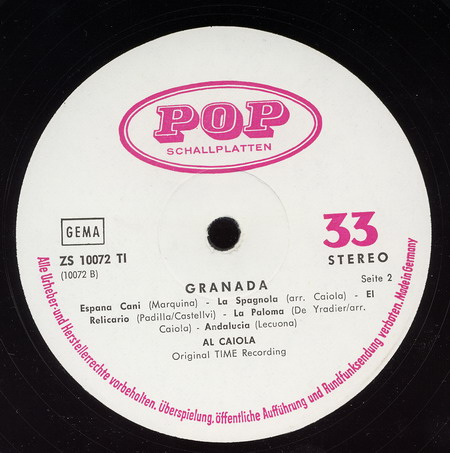 POP
SCHALLPLATTEN
GEMA
33
ZS 10072 TI
STEREO
(10072 B)
Seite 2
GRANADA
Espana Cani (Marquina) - La Spagnola (arr. Caiola) - El
Relicario (Padilla/Castellvi) - La Paloma (De Yradier/arr.
Caiola) - Andalucia (Lecuona)
AL CAIOLA
Original TIME Recording
Alle Urheber- und Herstellerrechte vorbehalten. Überspielung, öffentliche Aufführung und Rundfunksendung verboten. Made in Germany